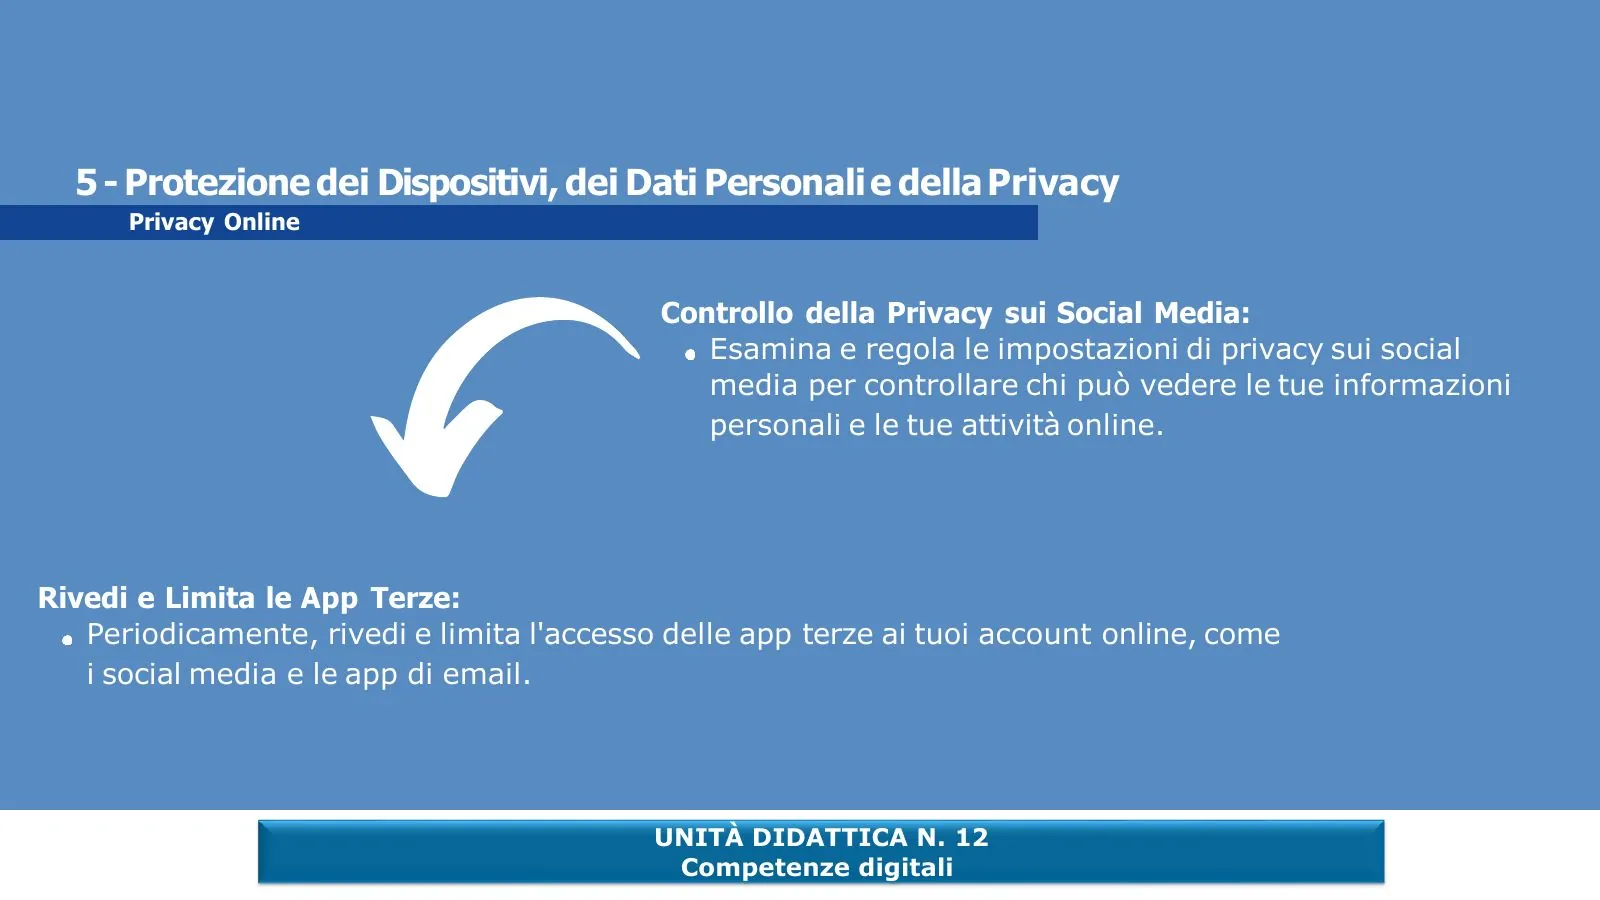 5 - Protezione dei Dispositivi, dei Dati Personali e della Privacy
Privacy Online
Controllo della Privacy sui Social Media:
• Esamina e regola le impostazioni di privacy sui social
media per controllare chi può vedere le tue informazioni
personali e le tue attività online.
Rivedi e Limita le App Terze:
• Periodicamente, rivedi e limita l'accesso delle app terze ai tuoi account online, come
i social media e le app di email.
UNITÀ DIDATTICA N. 12
Competenze digitali